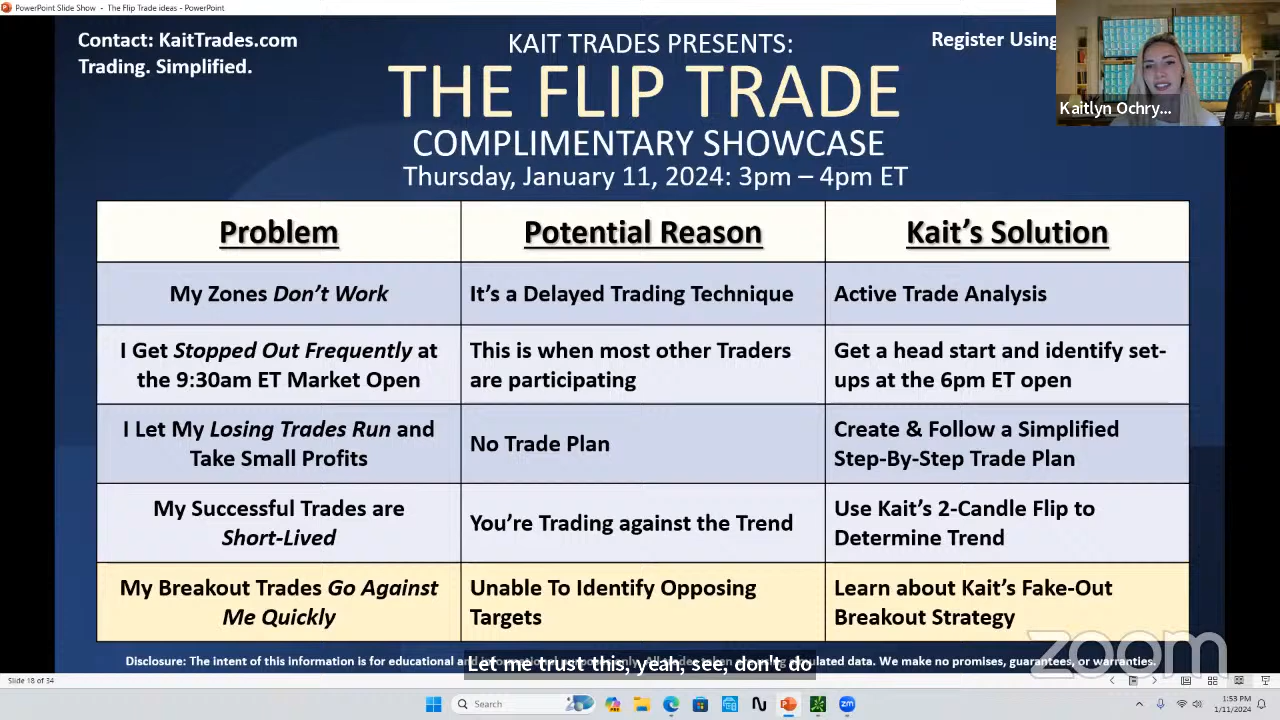 PowerPoint Slide Show - The Flip Trade ideas - PowerPoint
Contact: KaitTrades.com
Trading. Simplified.
KAIT TRADES PRESENTS:
Register Using
THE FLIP TRADE
COMPLIMENTARY SHOWCASE
Thursday, January 11, 2024: 3pm – 4pm ET
Kaitlyn Ochry...
Problem
Potential Reason
Kait's Solution
My Zones Don't Work
It's a Delayed Trading Technique
Active Trade Analysis
I Get Stopped Out Frequently at
the 9:30am ET Market Open
This is when most other Traders
are participating
Get a head start and identify set-
ups at the 6pm ET open
I Let My Losing Trades Run and
Take Small Profits
No Trade Plan
Create & Follow a Simplified
Step-By-Step Trade Plan
My Successful Trades are
Short-Lived
You're Trading against the Trend
Use Kait's 2-Candle Flip to
Determine Trend
My Breakout Trades Go Against
Me Quickly
Unable To Identify Opposing
Targets
Learn about Kait's Fake-Out
Breakout Strategy
zoom
Disclosure: The intent of this information is for educational We make no promises, guarantees, or warranties.
Let me trust this, yeah, see, don't do
Slide 18 of 34
Search
1:53 PM
1/11/2024